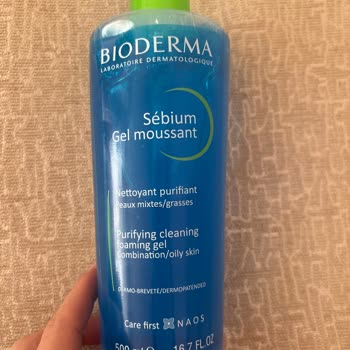 BIODERMA
LABORATOIRE DERMATOLOGIQUE
Sébium
Gel moussant
Nettoyant purifiant
Peaux mixtes/grasses
Purifying cleaning
foaming gel
Combination/oily skin
DERMO-BREVETÉ/DERMOPATENTED
Care first NAOS
16.7 FL.OZ